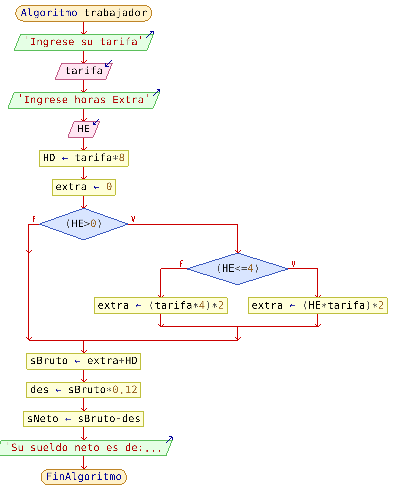 Algoritmo trabajador
'Ingrese su tarifa'
tarifa
'Ingrese horas Extra'
HE
HD ← tarifa*8
extra ← 0
F
(HE>0)
V
F
(HE<=4)
V
extra ← (tarifa*4)*2
extra ← (HE*tarifa)*2
sBruto ← extra+HD
des ← sBruto*0,12
sNeto ← sBruto-des
' Su sueldo neto es de:...
FinAlgoritmo